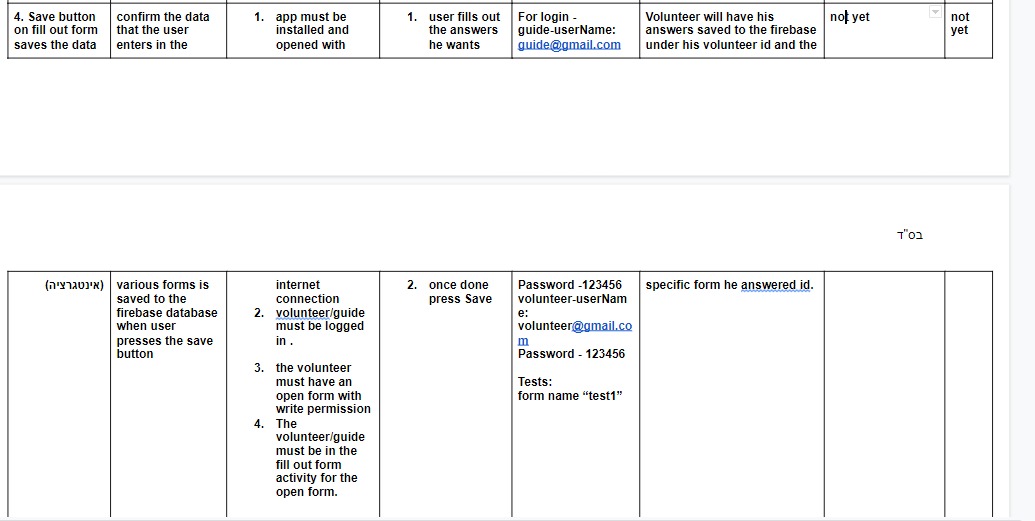 4. Save button
on fill out form
saves the data
confirm the data
that the user
enters in the
1. app must be
installed and
opened with
1. user fills out
the answers
he wants
For login -
guide-userName:
guide@gmail.com
Volunteer will have his
answers saved to the firebase
under his volunteer id and the
not yet
not
yet
בס"ד
(אינטגרציה)
various forms is
saved to the
firebase database
when user
presses the save
button
internet
connection
2. volunteer/guide
must be logged
in .
3. the volunteer
must have an
open form with
write permission
4. The
volunteer/guide
must be in the
fill out form
activity for the
open form.
2. once done
press Save
Password -123456
volunteer-userNam
e:
volunteer@gmail.co
m
Password - 123456
Tests:
form name “test1”
specific form he answered id.